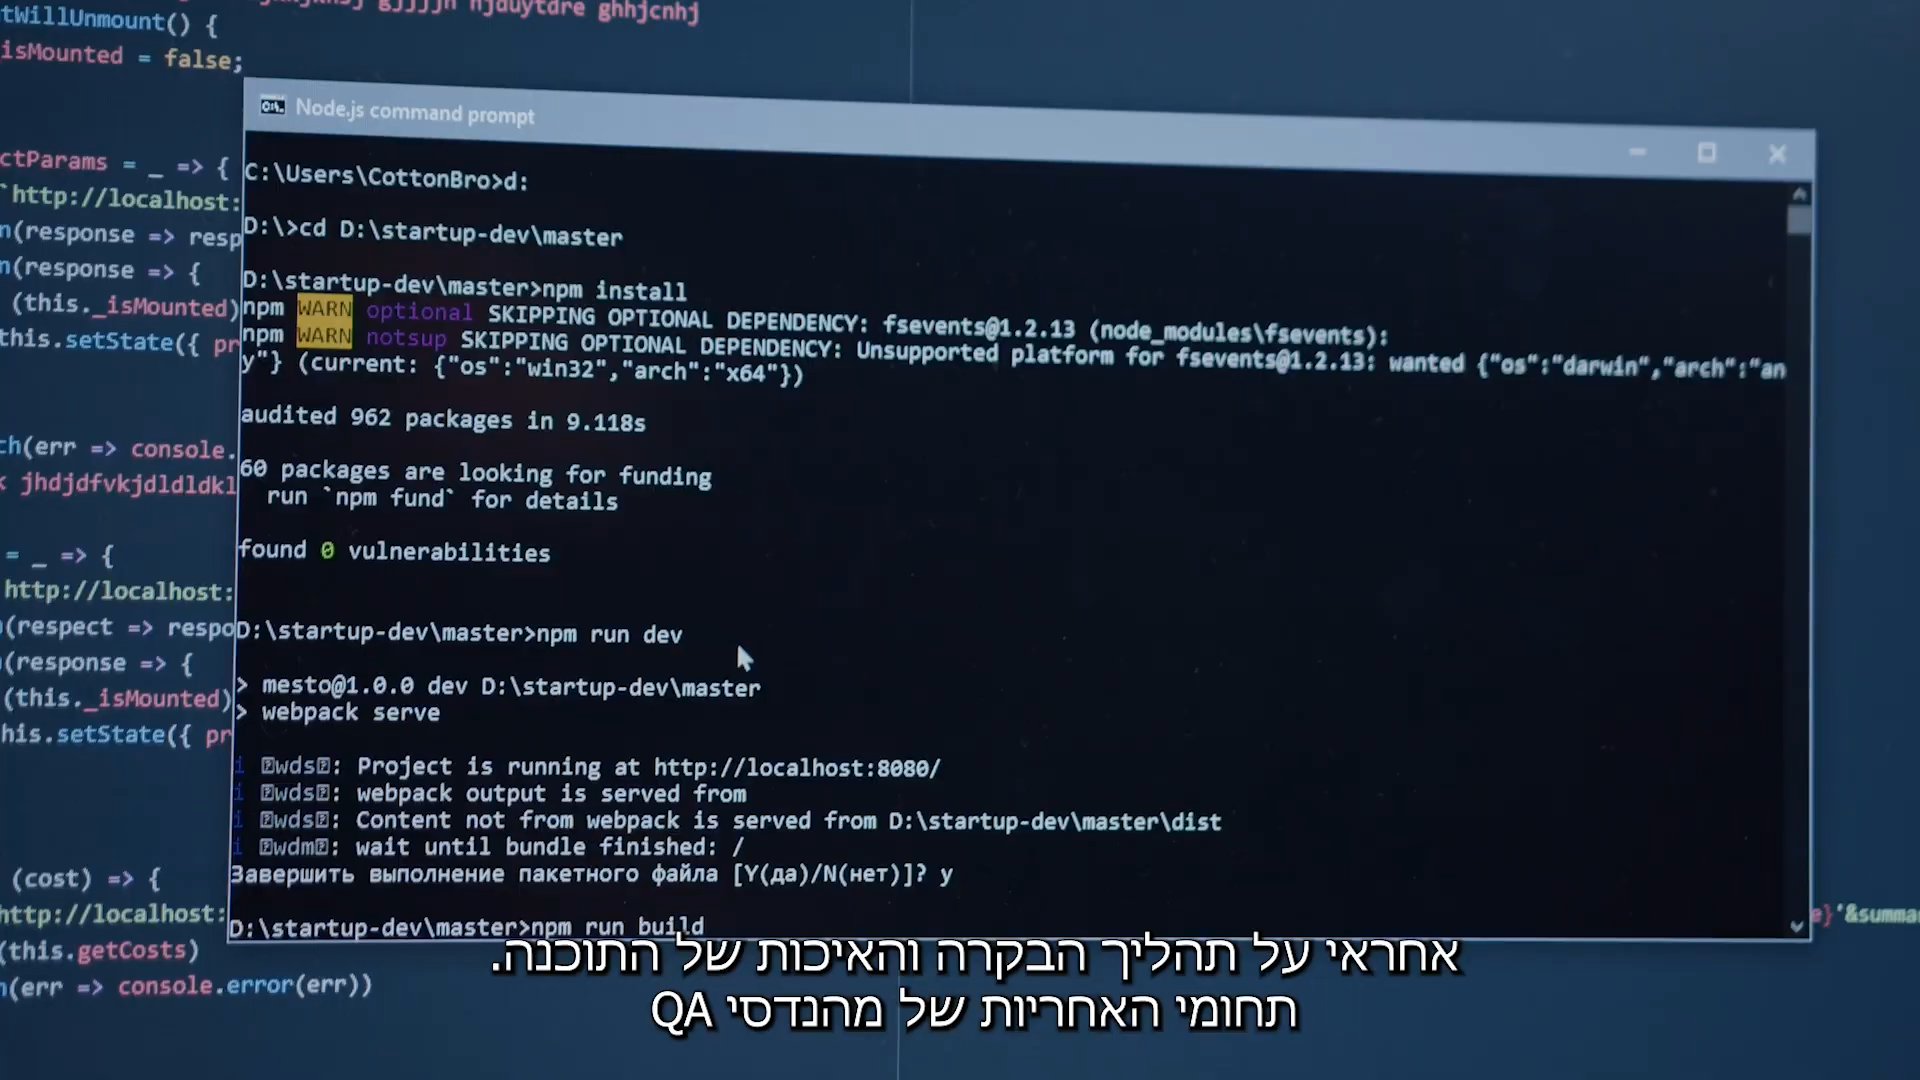 gjjjjn njduytdre ghhjcnhj
tWillUnmount() {
isMounted = false;
ctParams = _ => {
`http://localhost:
n(response => resp
n(response => {
(this._isMounted)
this.setState({ pr
ch(err => console.
k jhdjdfvkjdldldkl
= _ => {
http://localhost:
(respect => respo
(response => {
(this._isMounted)
his.setState({ pr
(cost) => {
http://localhost:
(this.getCosts)
(err => console.error(err))
}'&summa
Node.js command prompt
C:\Users\CottonBro>d:
D:\>cd D:\startup-dev\master
D:\startup-dev\master>npm install
npm WARN optional SKIPPING OPTIONAL DEPENDENCY: fsevents@1.2.13 (node_modules\fsevents):
npm WARN notsup SKIPPING OPTIONAL DEPENDENCY: Unsupported platform for fsevents@1.2.13: wanted {"os":"darwin","arch":"an
y"} (current: {"os":"win32","arch":"x64"})
audited 962 packages in 9.118s
60 packages are looking for funding
run `npm fund` for details
found 0 vulnerabilities
D:\startup-dev\master>npm run dev
> mesto@1.0.0 dev D:\startup-dev\master
> webpack serve
i ⍰wds⍰: Project is running at http://localhost:8080/
i ⍰wds⍰: webpack output is served from
i ⍰wds⍰: Content not from webpack is served from D:\startup-dev\master\dist
i ⍰wdm⍰: wait until bundle finished: /
Завершить выполнение пакетного файла [Y(да)/N(нет)]? y
D:\startup-dev\master>npm run build
אחראי על תהליך הבקרה והאיכות של התוכנה.
תחומי האחריות של מהנדסי QA